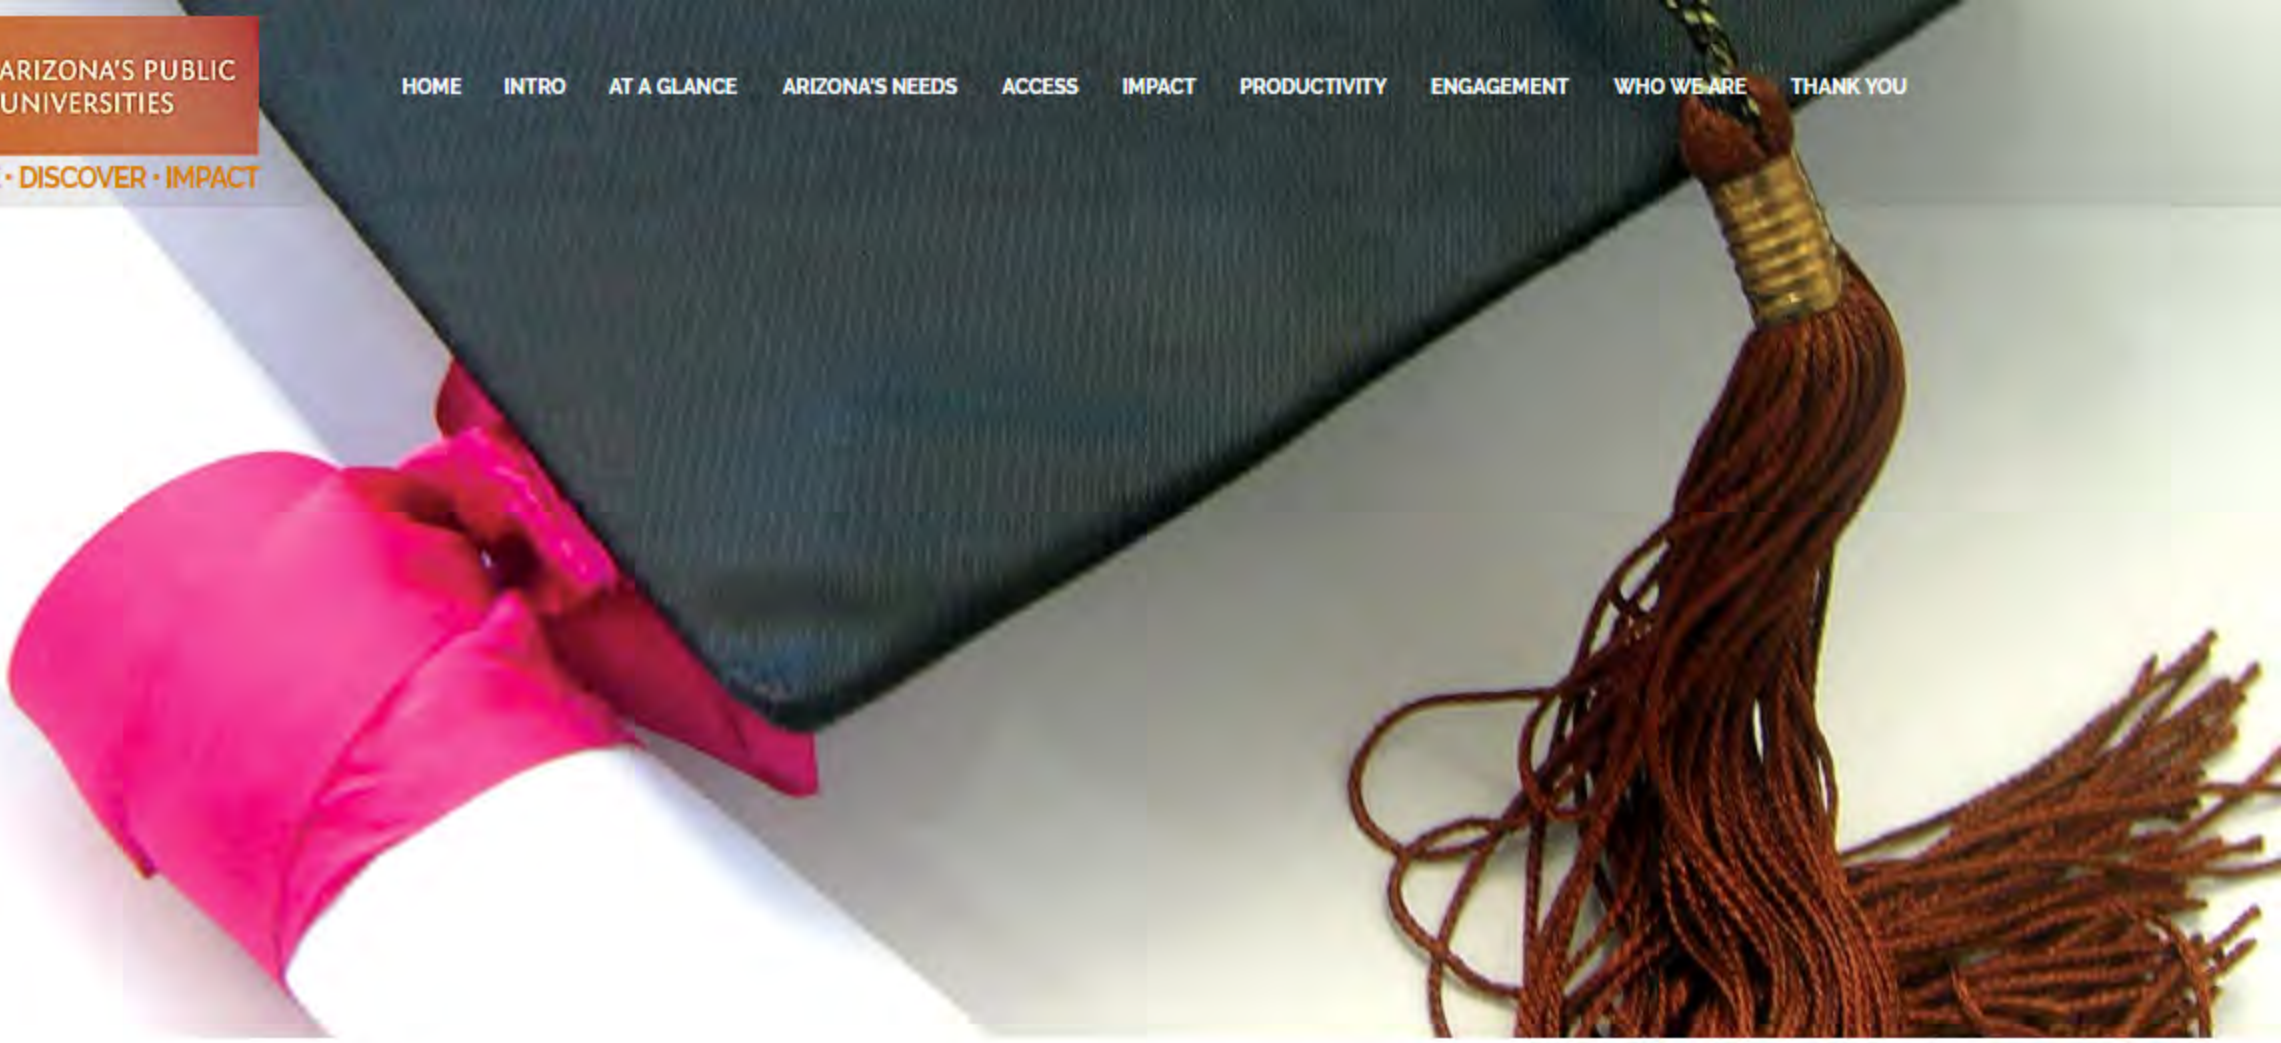 ARIZONA'S PUBLIC
UNIVERSITIES
· DISCOVER · IMPACT
HOME INTRO AT A GLANCE ARIZONA'S NEEDS ACCESS IMPACT PRODUCTIVITY ENGAGEMENT WHO WE ARE THANK YOU